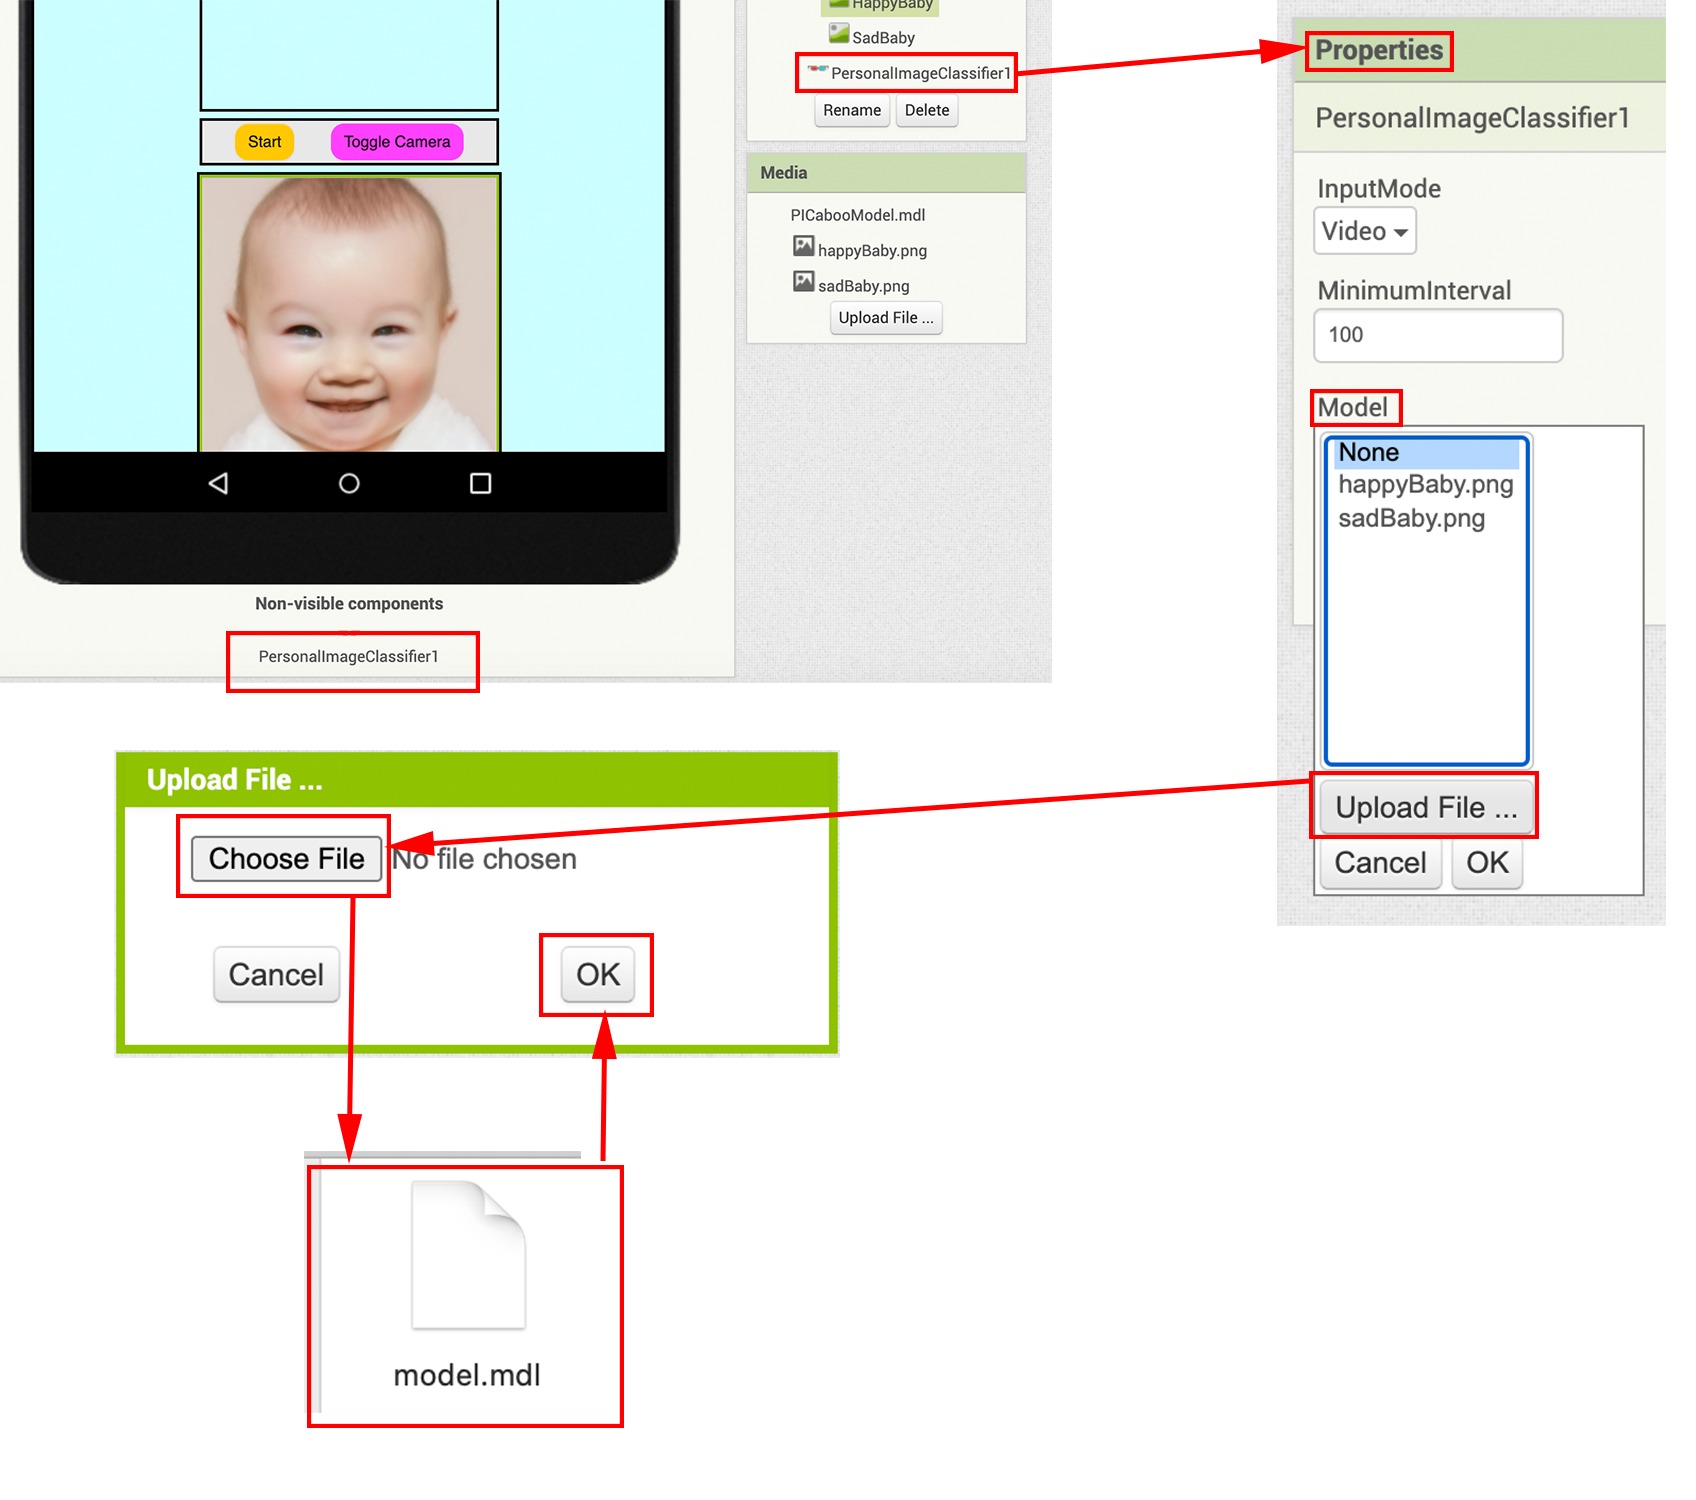 HappyBaby
SadBaby
PersonalImageClassifier1
Rename Delete
Start Toggle Camera
Media
PICabooModel.mdl
happyBaby.png
sadBaby.png
Upload File ...
Non-visible components
PersonalImageClassifier1
Properties
PersonalImageClassifier1
InputMode
Video
MinimumInterval
100
Model
None
happyBaby.png
sadBaby.png
Upload File ...
Cancel OK
Upload File ...
Choose File No file chosen
Cancel OK
model.mdl